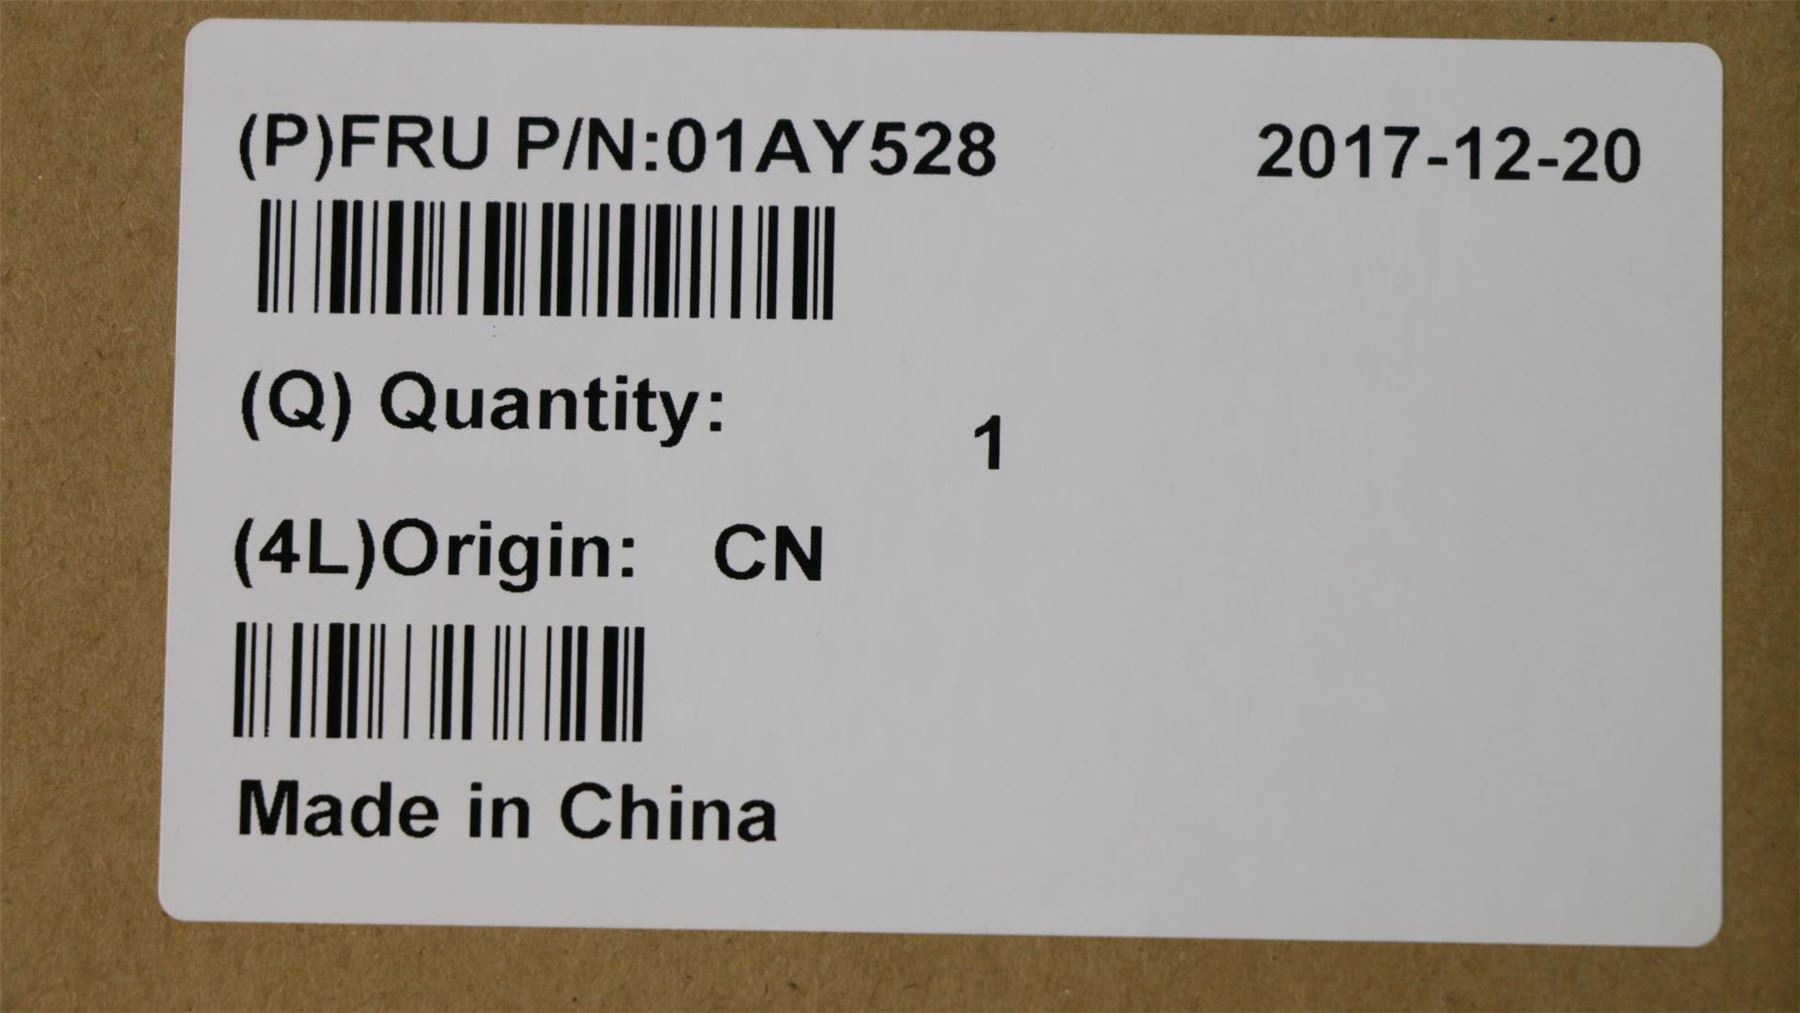 (P)FRU P/N:01AY528 2017-12-20
(Q) Quantity: 1
(4L)Origin: CN
Made in China